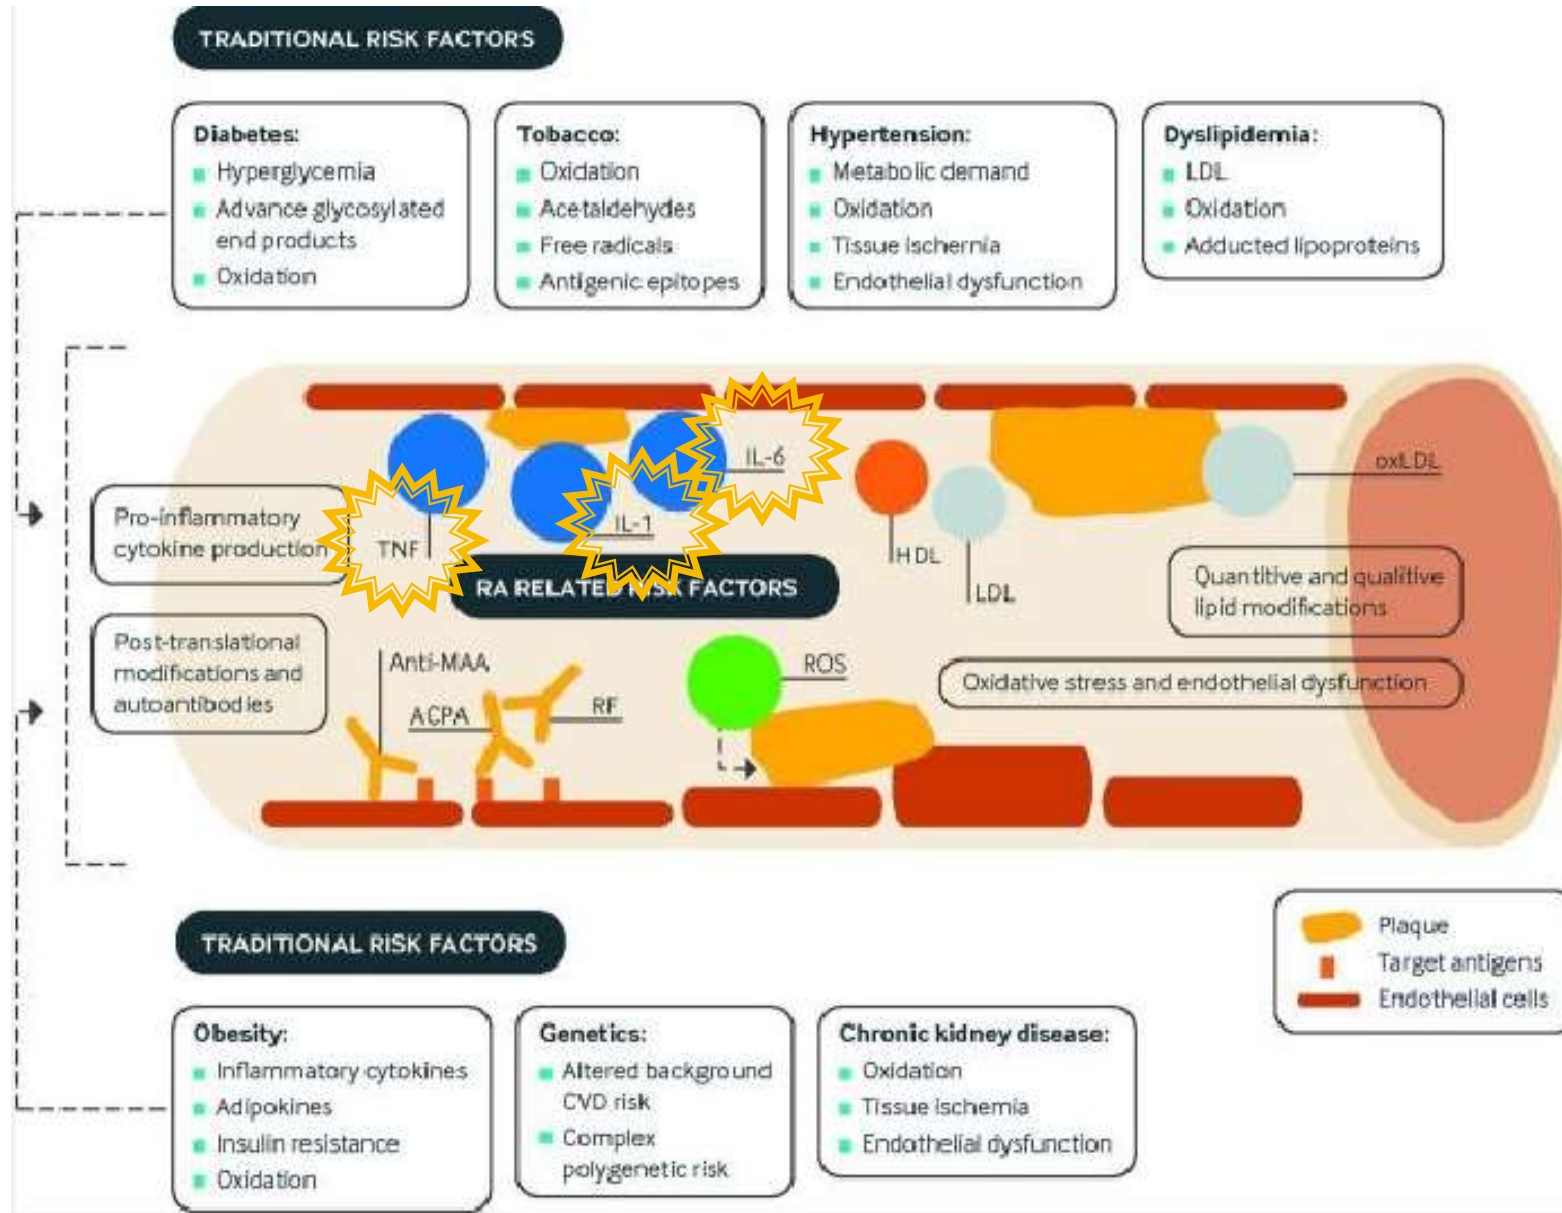 TRADITIONAL RISK FACTORS
Diabetes:
Hyperglycemia
Advance glycosylated
end products
Oxidation
Tobacco:
Oxidation
Acetaldehydes
Free radicals
Antigenic epitopes
Hypertension:
Metabolic demand
Oxidation
Tissue Ischernia
Endothelial dysfunction
Dyslipidemia:
LDL
Oxidation
Adducted lipoproteins
IL-6
oxLDL
Pro-inflammatory
cytokine production
TNF
IL-1
HDL
LDL
Quantitive and qualitive
lipid modifications
RA RELATED RISK FACTORS
Post-translational
modifications and
autoantibodies
Anti-MAA
ACPA
RF
ROS
Oxidative stress and endothelial dysfunction
TRADITIONAL RISK FACTORS
Plaque
Target antigens
Endothelial cells
Obesity:
Inflammatory cytokines
Adipokines
Insulin resistance
Oxidation
Genetics:
Altered background
CVD risk
Complex
polygenetic risk
Chronic kidney disease:
Oxidation
Tissue ischemia
Endothelial dysfunction